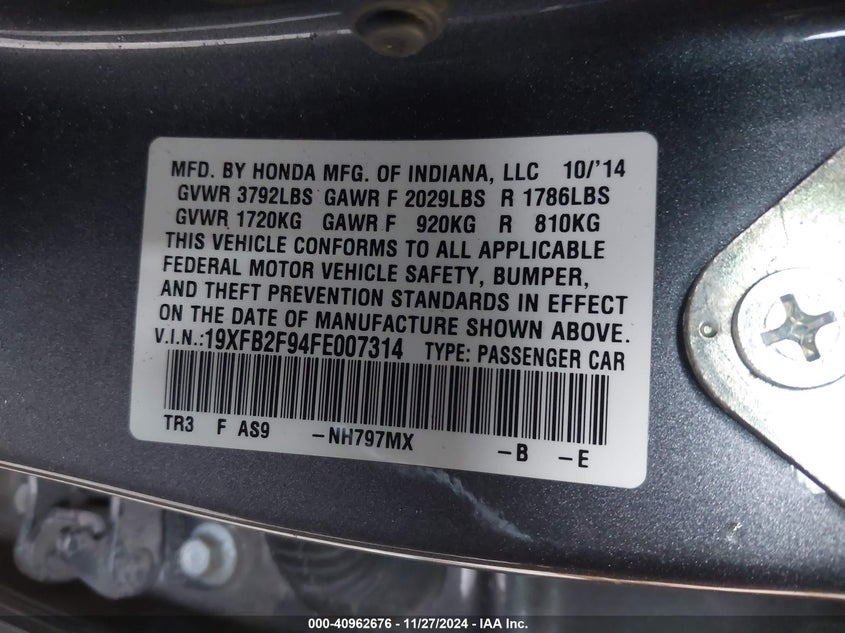 MFD. BY HONDA MFG. OF INDIANA, LLC 10/'14
GVWR 3792LBS GAWR F 2029LBS R 1786LBS
GVWR 1720KG GAWR F 920KG R 810KG
THIS VEHICLE CONFORMS TO ALL APPLICABLE
FEDERAL MOTOR VEHICLE SAFETY, BUMPER,
AND THEFT PREVENTION STANDARDS IN EFFECT
ON THE DATE OF MANUFACTURE SHOWN ABOVE.
V.I.N.:19XFB2F94FE007314 TYPE: PASSENGER CAR
TR3 F AS9 -NH797MX -B -E
000-40962676 - 11/27/2024 - IAA Inc.